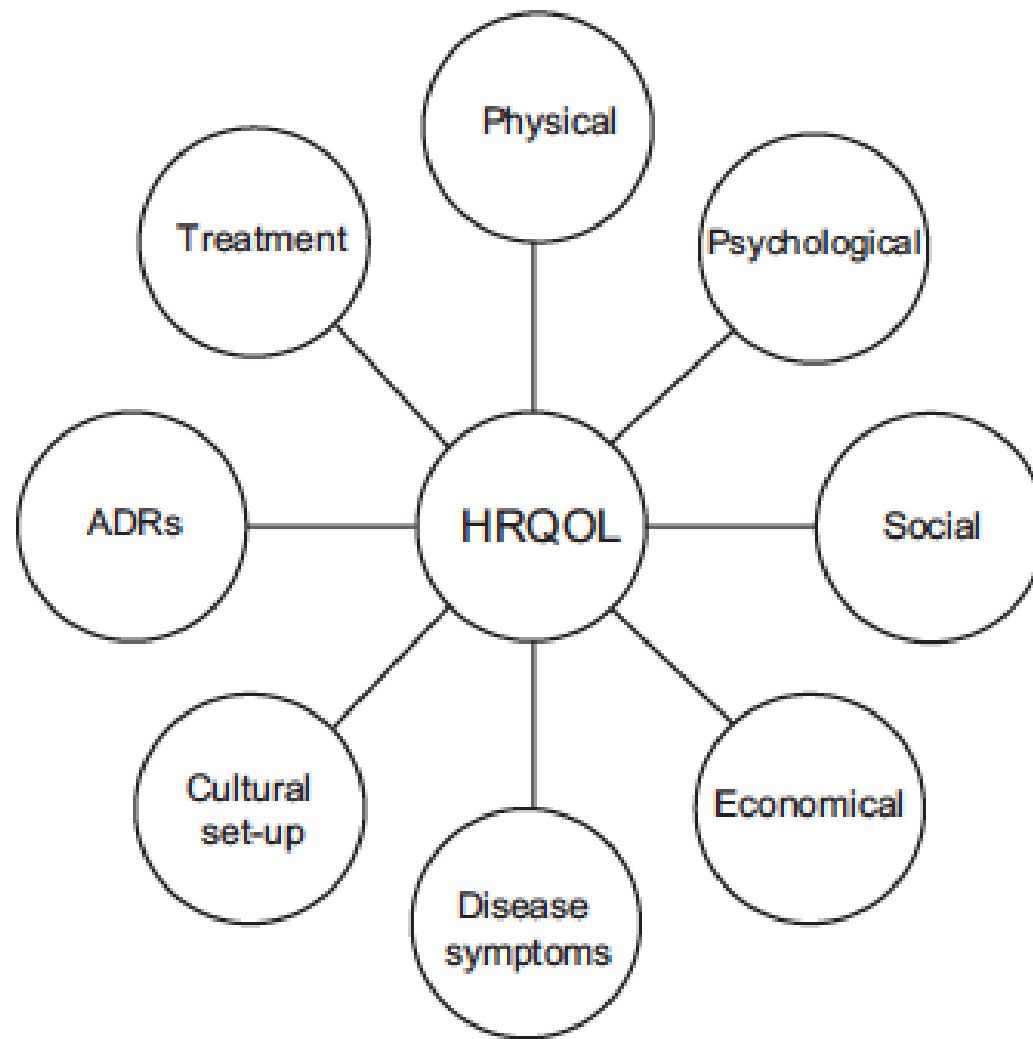 Physical
Treatment
Psychological
ADRs
HRQOL
Social
Cultural
set-up
Economical
Disease
symptoms